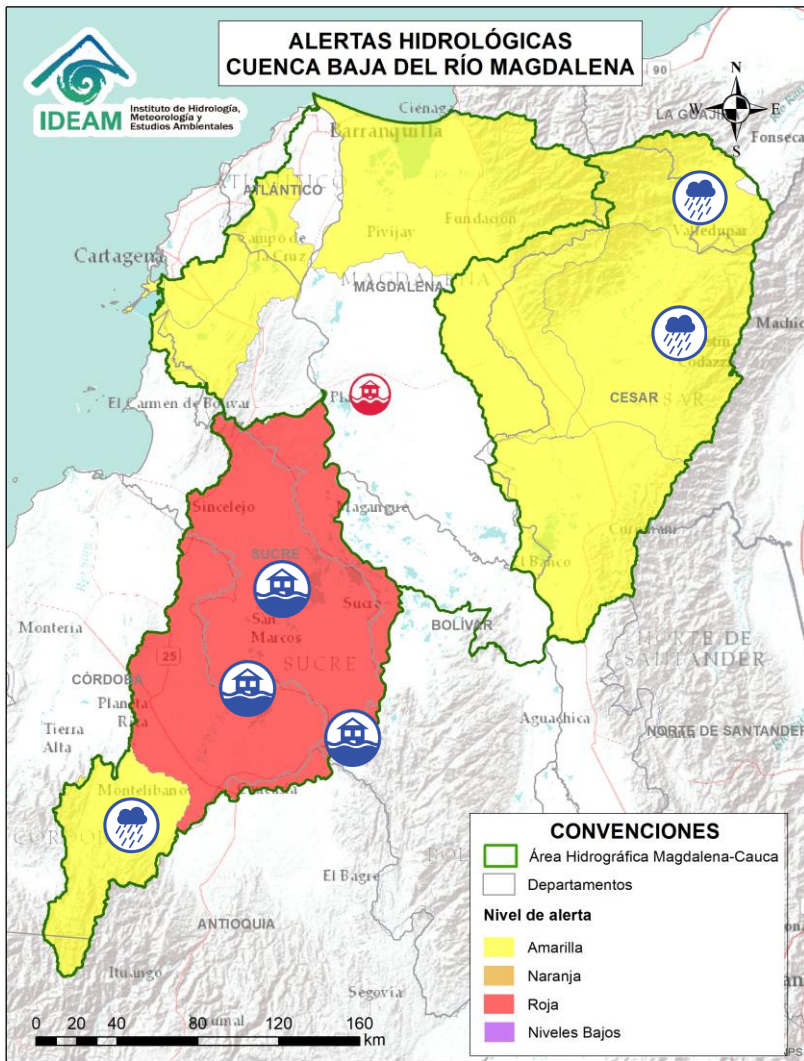 ALERTAS HIDROLÓGICAS
CUENCA BAJA DEL RÍO MAGDALENA
IDEAM
Instituto de Hidrología,
Meteorología y
Estudios Ambientales
N
W
E
S
90
Ciénaga
LA GUAJIRA
Fonseca
Barranquilla
ATLÁNTICO
ATLÁNTICO
Valledupar
Fundación
Pivijay
Campo de
la Cruz
Cartagena
MAGDALENA
MAGDALENA
Codazzi
El Carmen de Bolívar
CESAR
Magangué
Sincelejo
El Banco
SUCRE
Sucre
San
Marcos
SUCRE
BOLÍVAR
Montería
25
NORTE DE
SANTANDER
CÓRDOBA
Planeta
Rica
Tierra
Alta
Aguachica
NORTE DE SANTANDER
Montelíbano
El Bagre
ANTIOQUIA
Ituango
Segovia
0 20 40 80 120 160
km
CONVENCIONES
Área Hidrográfica Magdalena-Cauca
Departamentos
Nivel de alerta
Amarilla
Naranja
Roja
Niveles Bajos